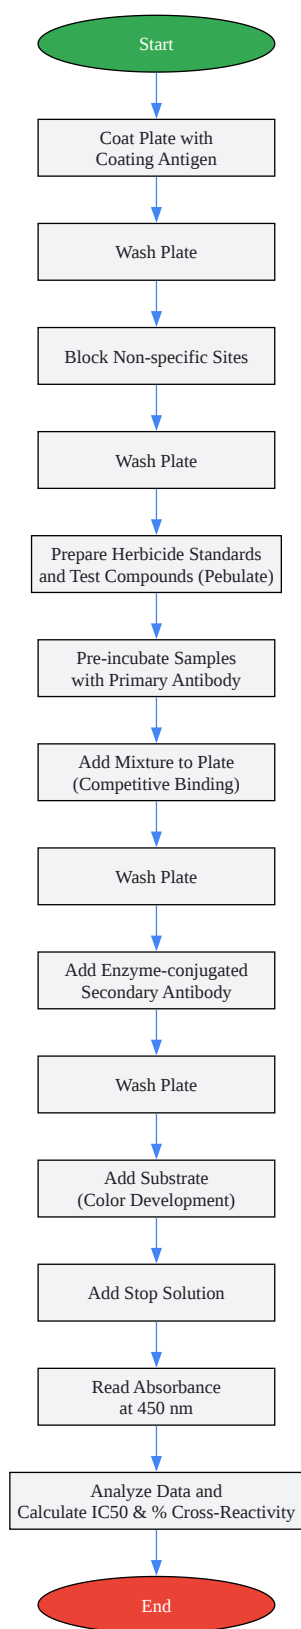 Start
Coat Plate with
Coating Antigen
Wash Plate
Block Non-specific Sites
Wash Plate
Prepare Herbicide Standards
and Test Compounds (Pebulate)
Pre-incubate Samples
with Primary Antibody
Add Mixture to Plate
(Competitive Binding)
Wash Plate
Add Enzyme-conjugated
Secondary Antibody
Wash Plate
Add Substrate
(Color Development)
Add Stop Solution
Read Absorbance
at 450 nm
Analyze Data and
Calculate IC50 & % Cross-Reactivity
End